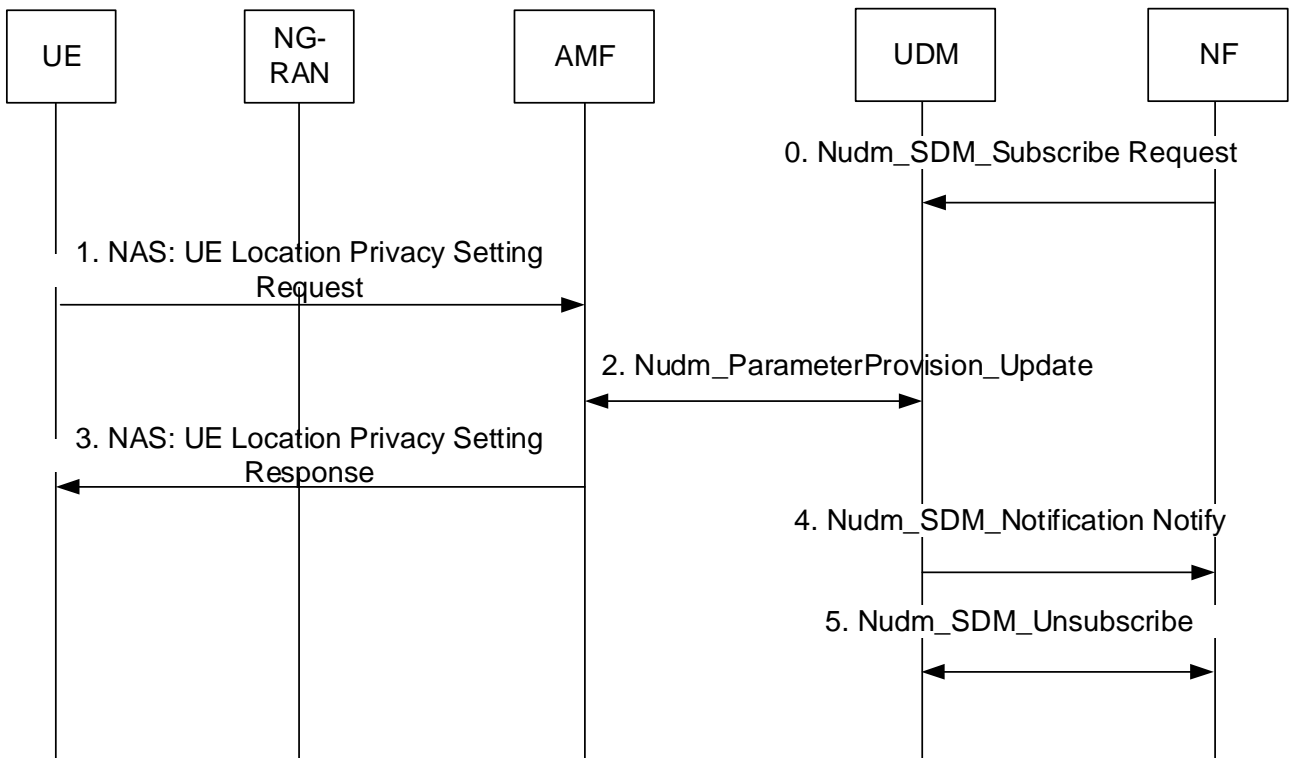 UE
NG-
RAN
AMF
UDM
NF
0. Nudm_SDM_Subscribe Request
1. NAS: UE Location Privacy Setting
Request
2. Nudm_ParameterProvision_Update
3. NAS: UE Location Privacy Setting
Response
4. Nudm_SDM_Notification Notify
5. Nudm_SDM_Unsubscribe